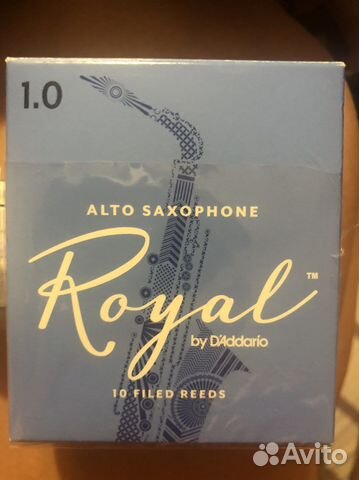 1.0
ALTO SAXOPHONE
Royal™
by D'Addario
10 FILED REEDS
Avito